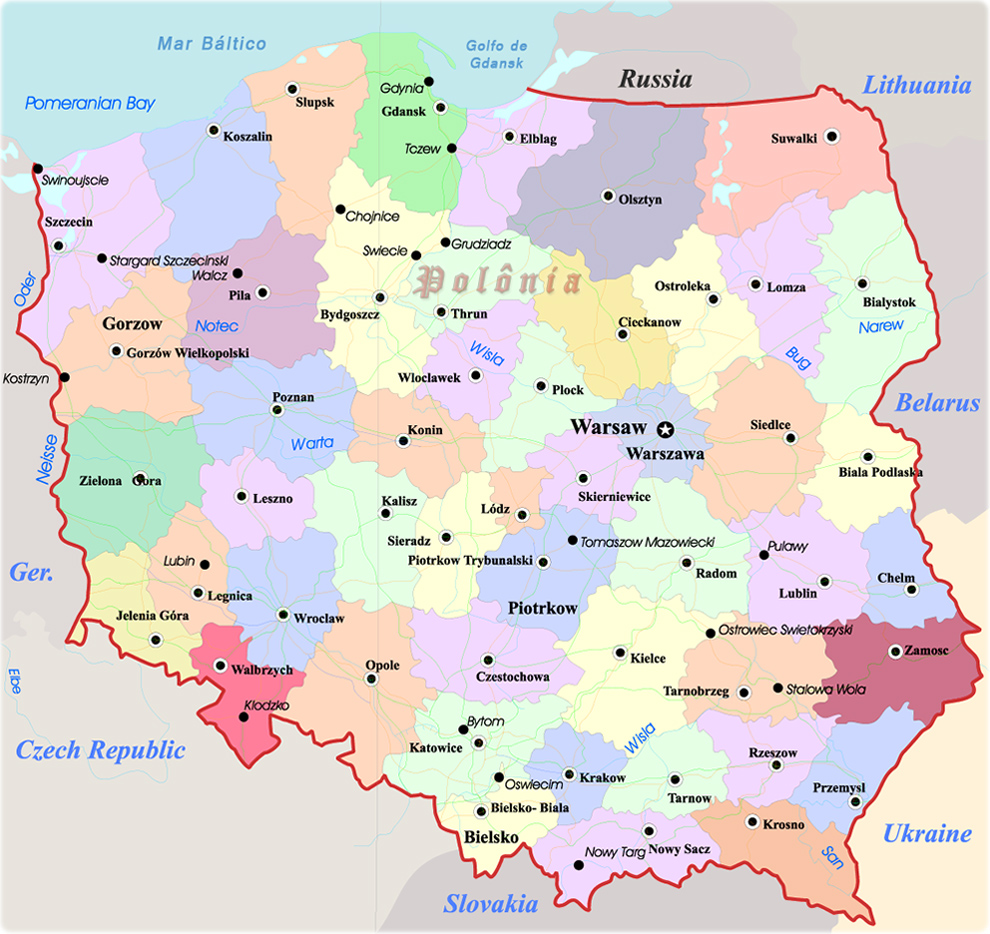 Mar Báltico
Golfo de
Gdansk
Russia
Lithuania
Pomeranian Bay
Gdynia
Slupsk
Gdansk
Koszalin
Elblag
Suwalki
Tczew
Swinoujscie
Olsztyn
Chojnice
Szczecin
Stargard Szczecinski
Walcz
Swiecie
Grudziadz
Polônia
Oder
Pila
Bydgoszcz
Thrun
Ostroleka
Lomza
Bialystok
Gorzow
Notec
Cieckanow
Narew
Gorzów Wielkopolski
Wisla
Bug
Kostrzyn
Wloclawek
Plock
Poznan
Belarus
Konin
Warsaw
Siedlce
Neisse
Warta
Warszawa
Biala Podlaska
Zielona Gora
Leszno
Skierniewice
Kalisz
Lódz
Sieradz
Tomaszow Mazowiecki
Pulawy
Piotrkow Trybunalski
Ger.
Lubin
Radom
Chelm
Legnica
Lublin
Jelenia Góra
Wroclaw
Piotrkow
Ostrowiec Swietokrzyski
Zamosc
Elbe
Walbrzych
Opole
Czestochowa
Kielce
Tarnobrzeg
Stalowa Wola
Klodzko
Bytom
Czech Republic
Katowice
Wisla
Rzeszow
Oswiecim
Krakow
Tarnow
Przemysl
Bielsko- Biala
Bielsko
Krosno
Ukraine
Nowy Targ
Nowy Sacz
San
Slovakia